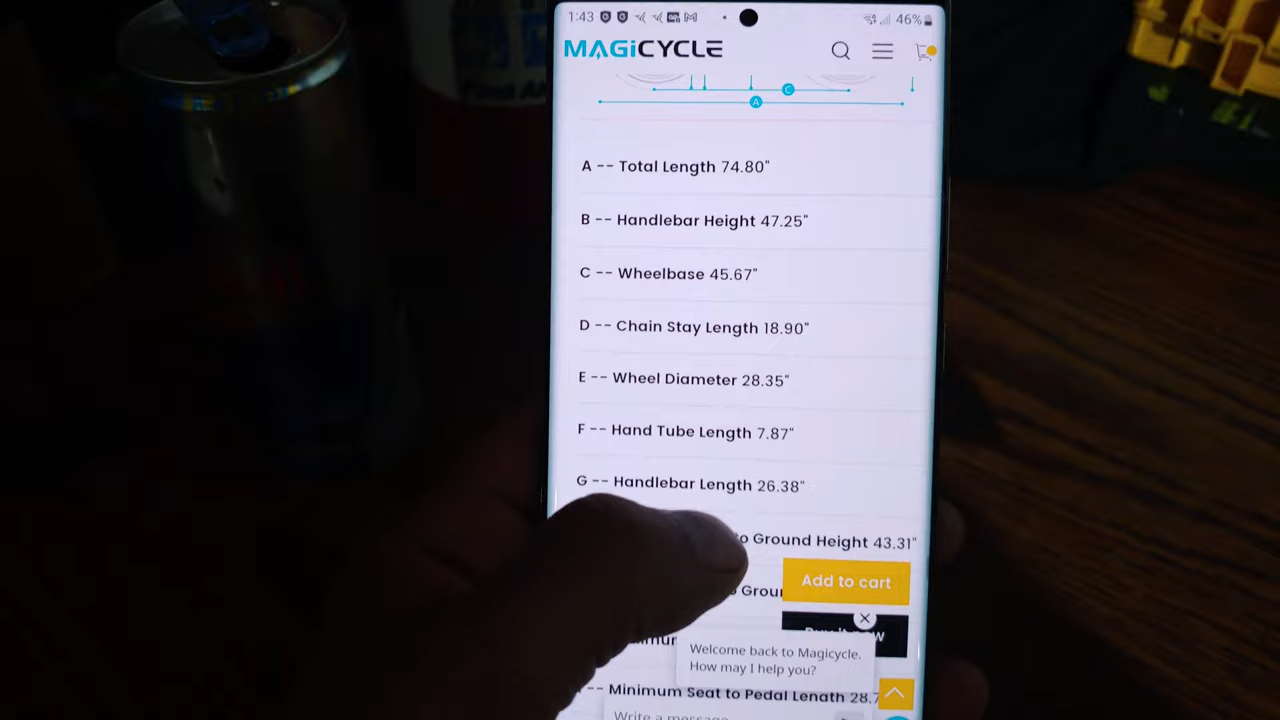 1:43 46%
MAGiCYCLE
C
A
A -- Total Length 74.80"
B -- Handlebar Height 47.25"
C -- Wheelbase 45.67"
D -- Chain Stay Length 18.90"
E -- Wheel Diameter 28.35"
F -- Hand Tube Length 7.87"
G -- Handlebar Length 26.38"
to Ground Height 43.31"
Add to cart
Welcome back to Magicycle.
How may I help you?
-- Minimum Seat to Pedal Length 28.7
Write a message